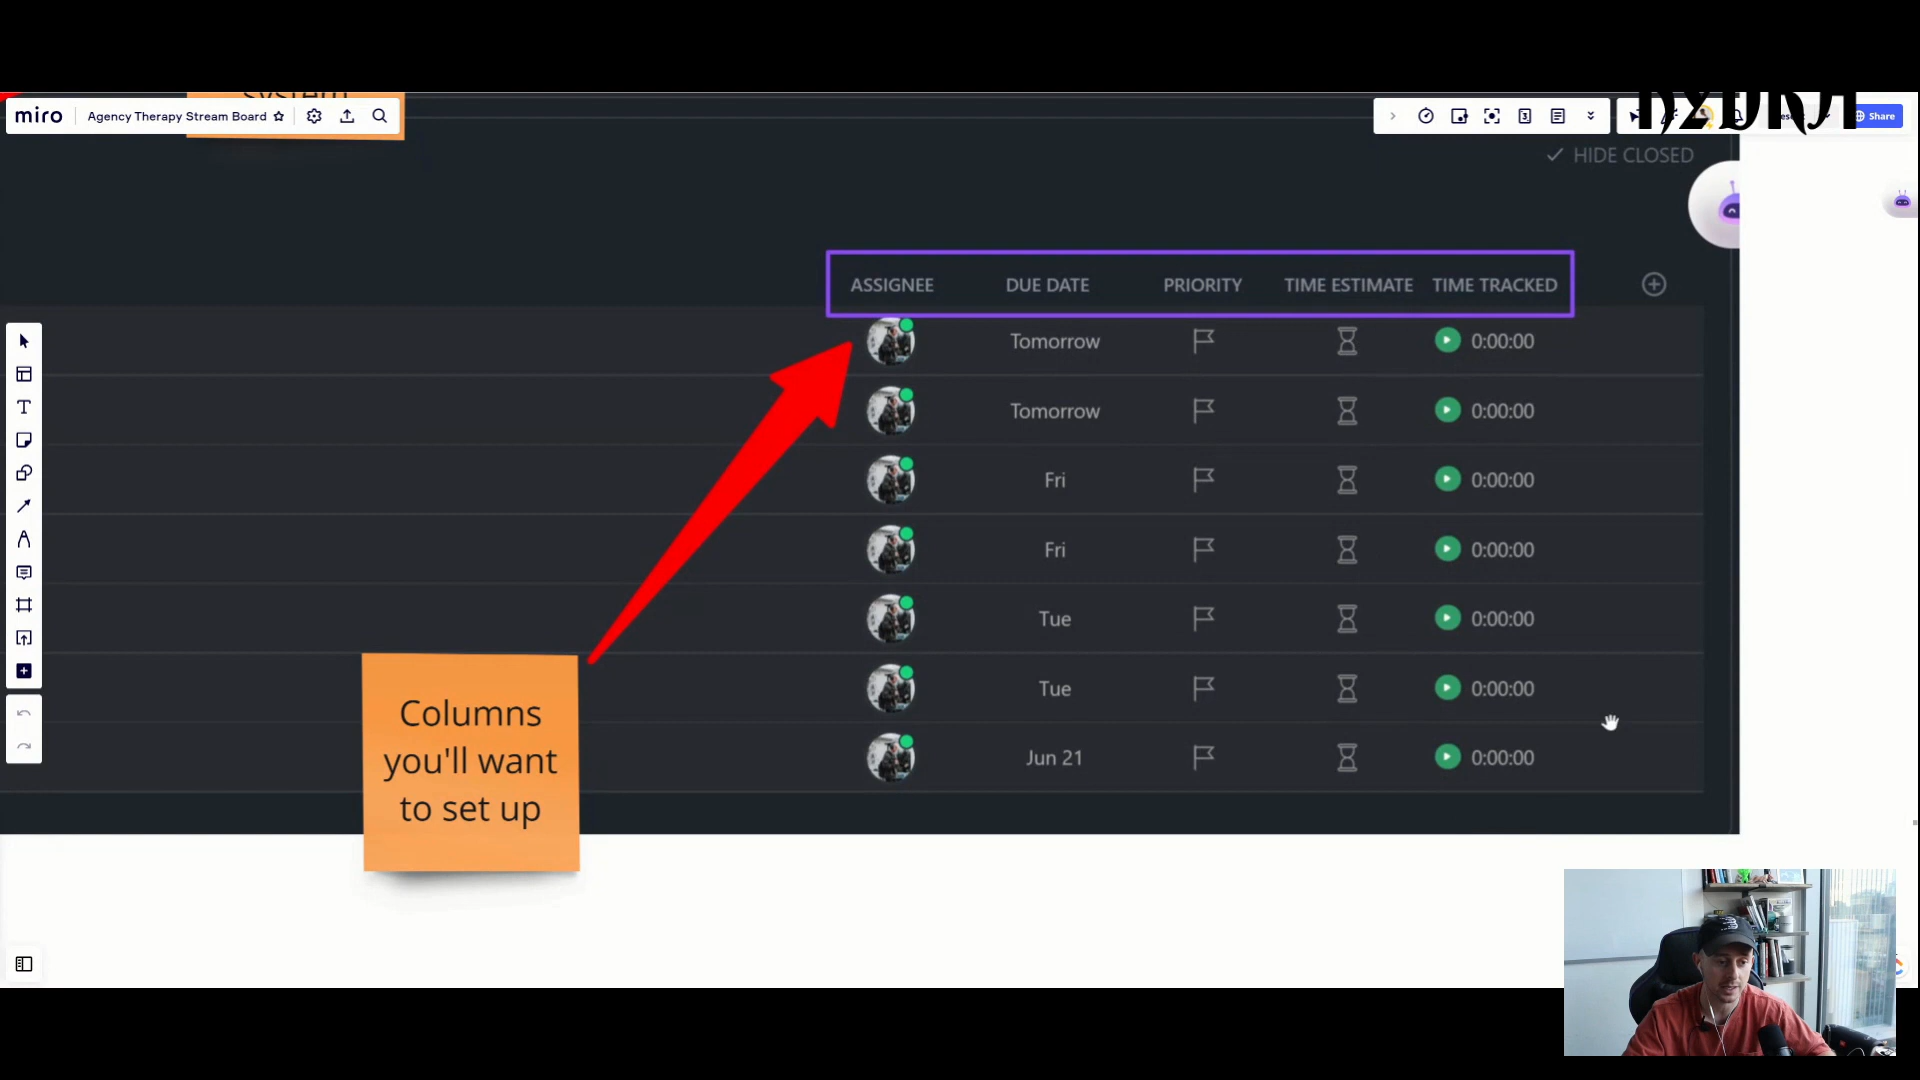 system
miro Agency Therapy Stream Board
Share
HYDRA
HIDE CLOSED
ASSIGNEE DUE DATE PRIORITY TIME ESTIMATE TIME TRACKED
Tomorrow 0:00:00
Tomorrow 0:00:00
Fri 0:00:00
Fri 0:00:00
Tue 0:00:00
Tue 0:00:00
Jun 21 0:00:00
Columns
you'll want
to set up